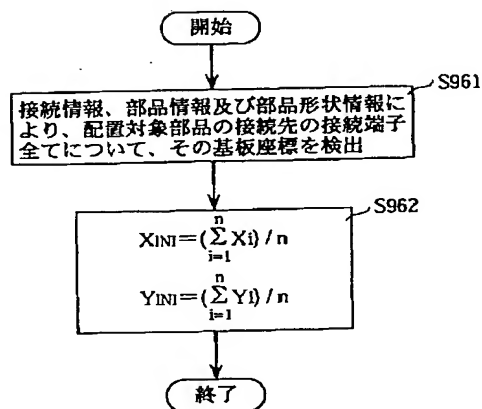 開始
S961
接続情報、部品情報及び部品形状情報に
より、配置対象部品の接続先の接続端子
全てについて、その基板座標を検出
S962
n
XINI=(ΣXi)/n
i=1
n
YINI=(ΣYi)/n
i=1
終了